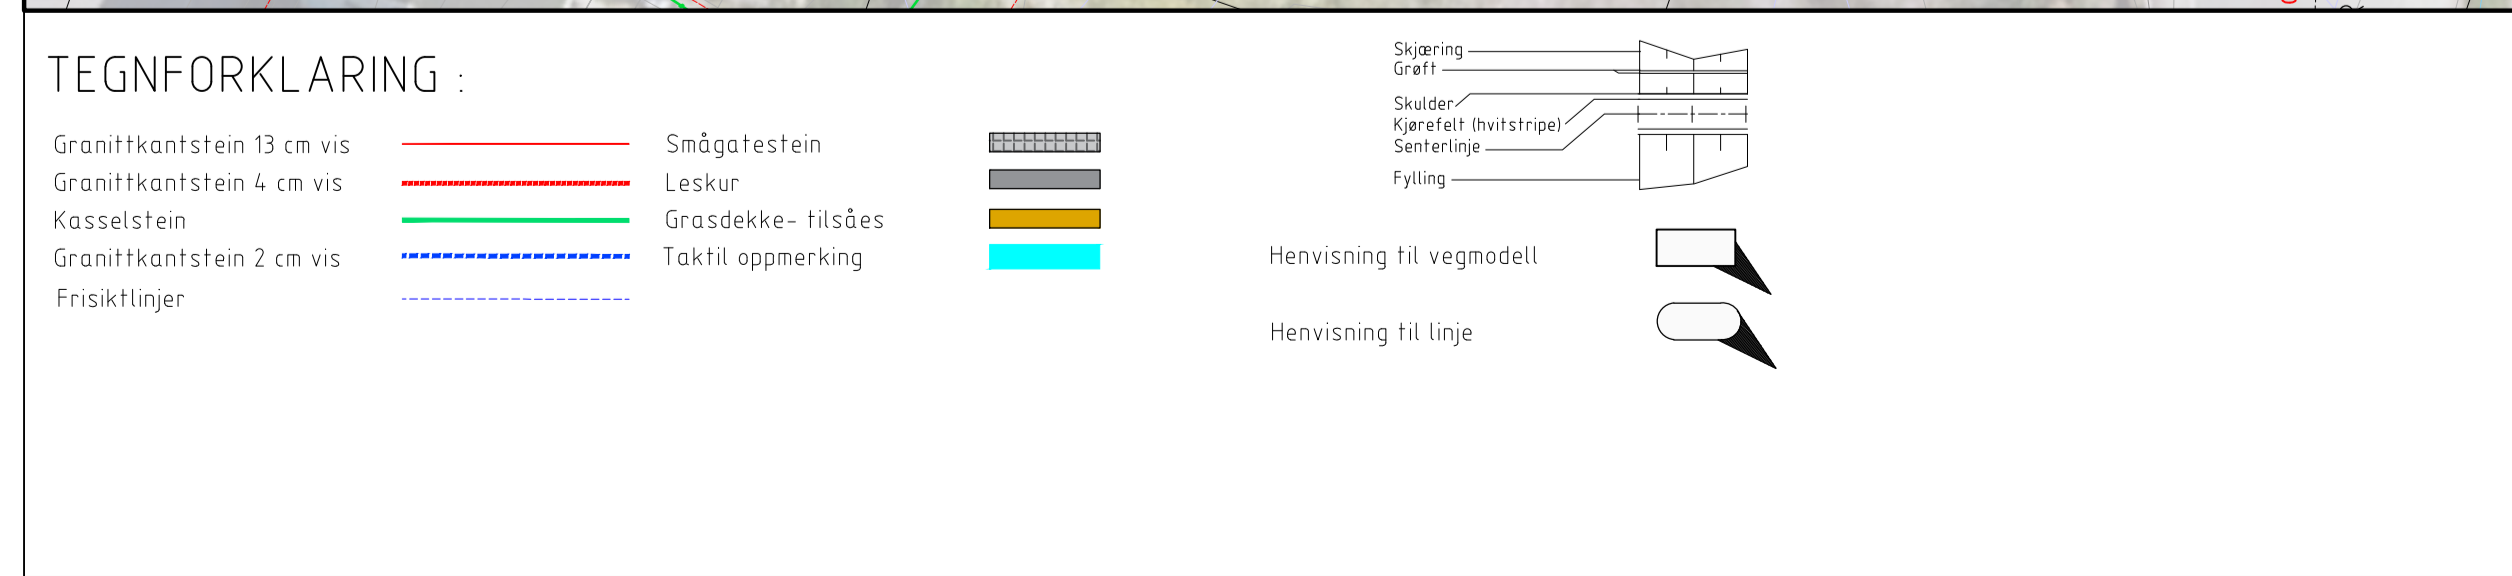 TEGNFORKLARING :
Granittkantstein 13 cm vis
Granittkantstein 4 cm vis
Kasselstein
Granittkantstein 2 cm vis
Frisiktlinjer
Smågatestein
Leskur
Grasdekke- tilsåes
Taktil oppmerking
Skjæring
Grøft
Skulder
Kjørefelt (hvitstripe)
Senterlinje
Fylling
Henvisning til vegmodell
Henvisning til linje